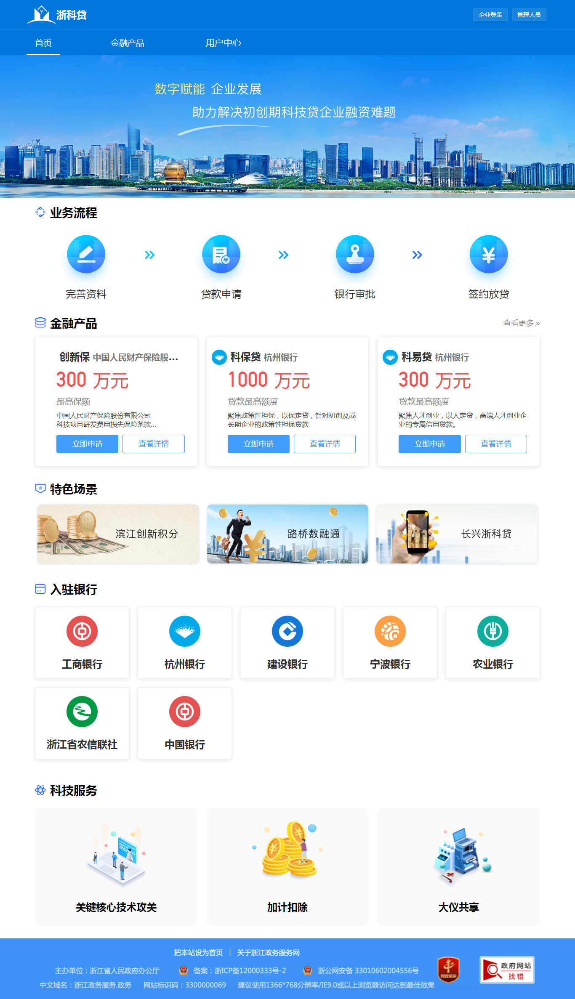 浙科贷
企业登录 管理人员
首页 金融产品 用户中心
数字赋能 企业发展
助力解决初创期科技贷企业融资难题
业务流程
完善资料 贷款申请 银行审批 签约放贷
金融产品 查看更多 »
创新保 中国人民财产保险股...
300 万元
最高保额
中国人民财产保险股份有限公司
科技项目研发费用损失保险条款...
立即申请 查看详情
科保贷 杭州银行
1000 万元
贷款最高额度
聚焦政策性担保，以保定贷，针对初创及成
长期企业的政策性担保贷款
立即申请 查看详情
科易贷 杭州银行
300 万元
贷款最高额度
聚焦人才创业，以人定贷，高端人才创业企
业的专属信用贷款。
立即申请 查看详情
特色场景
滨江创新积分 路桥数融通 长兴浙科贷
入驻银行
工商银行 杭州银行 建设银行 宁波银行 农业银行
浙江省农信联社 中国银行
科技服务
关键核心技术攻关 加计扣除 大仪共享
把本站设为首页 | 关于浙江政务服务网
主办单位：浙江省人民政府办公厅 备案：浙ICP备12000333号-2 浙公网安备 33010602004556号
中文域名：浙江政务服务.政务 网站标识码：3300000069 建议使用1366*768分辨率/IE9.0或以上浏览器访问达到最佳效果
党政机关
政府网站
找错